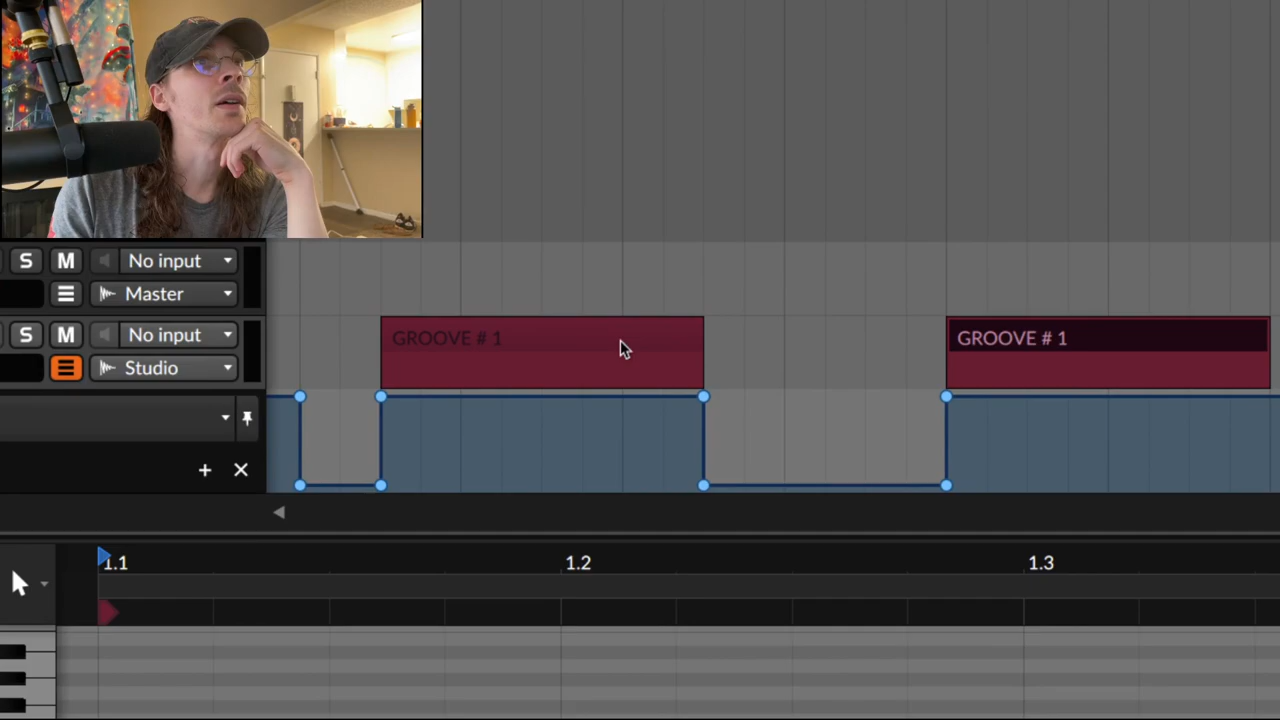 S M No input
Master
S M No input
Studio
GROOVE # 1
GROOVE # 1
1.1
1.2
1.3